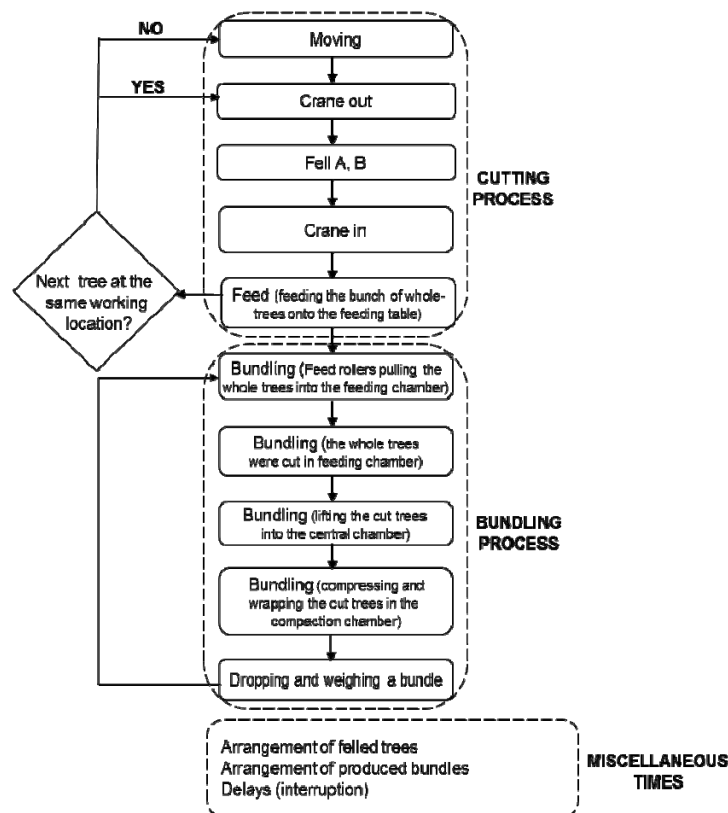 NO
Moving
YES
Crane out
Fell A, B
CUTTING
PROCESS
Crane in
Next tree at the
same working
location?
Feed (feeding the bunch of whole-
trees onto the feeding table)
Bundling (Feed rollers pulling the
whole trees into the feeding chamber)
Bundling (the whole trees
were cut in feeding chamber)
Bundling (lifting the cut trees
into the central chamber)
BUNDLING
PROCESS
Bundling (compressing and
wrapping the cut trees in the
compaction chamber)
Dropping and weighing a bundle
Arrangement of felled trees
Arrangement of produced bundles
Delays (interruption)
MISCELLANEOUS
TIMES